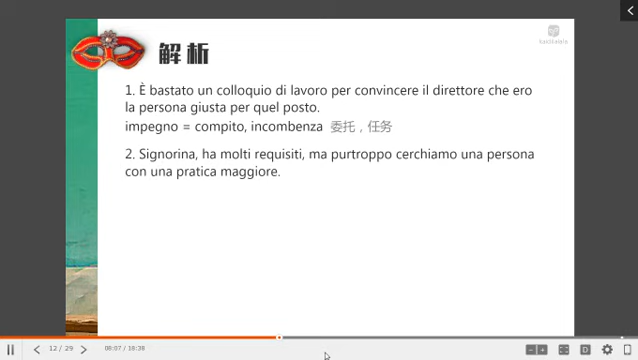 解析
1. È bastato un colloquio di lavoro per convincere il direttore che ero
la persona giusta per quel posto.
impegno = compito, incombenza 委托，任务
2. Signorina, ha molti requisiti, ma purtroppo cerchiamo una persona
con una pratica maggiore.
12 / 29
08:07 / 18:38
D